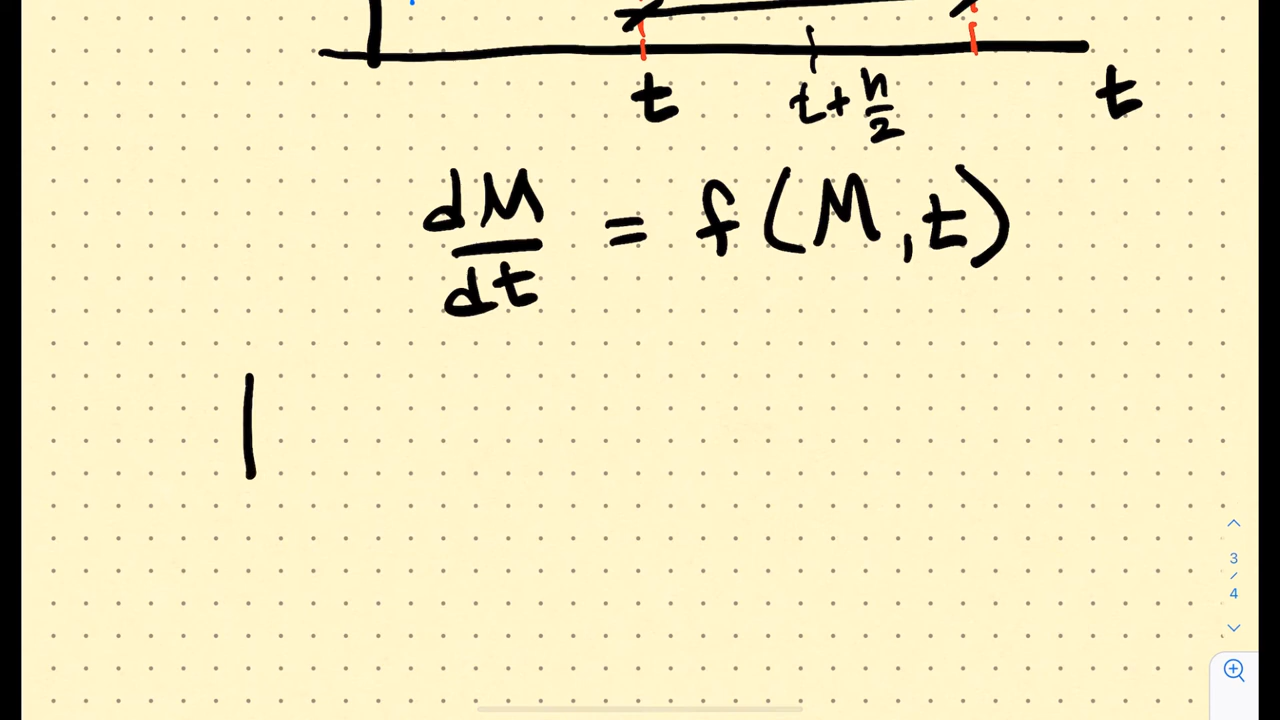 t t + h/2 t
dM/dt = f(M, t)
3
/
4